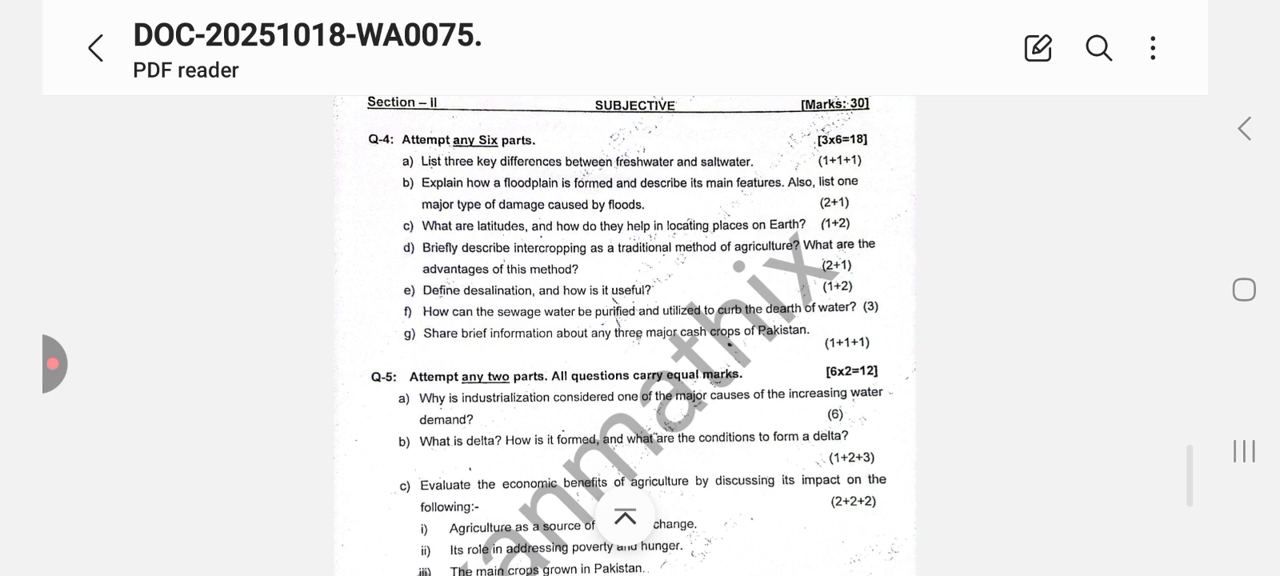 DOC-20251018-WA0075.
PDF reader
Section – II SUBJECTIVE [Marks: 30]
Q-4: Attempt any Six parts. [3x6=18]
a) List three key differences between freshwater and saltwater. (1+1+1)
b) Explain how a floodplain is formed and describe its main features. Also, list one
major type of damage caused by floods. (2+1)
c) What are latitudes, and how do they help in locating places on Earth? (1+2)
d) Briefly describe intercropping as a traditional method of agriculture? What are the
advantages of this method? (2+1)
e) Define desalination, and how is it useful? (1+2)
f) How can the sewage water be purified and utilized to curb the dearth of water? (3)
g) Share brief information about any three major cash crops of Pakistan.
(1+1+1)
Q-5: Attempt any two parts. All questions carry equal marks. [6x2=12]
a) Why is industrialization considered one of the major causes of the increasing water
demand? (6)
b) What is delta? How is it formed, and what are the conditions to form a delta?
(1+2+3)
c) Evaluate the economic benefits of agriculture by discussing its impact on the
following:- (2+2+2)
i) Agriculture as a source of change.
ii) Its role in addressing poverty and hunger.
iii) The main crops grown in Pakistan.
anmathix